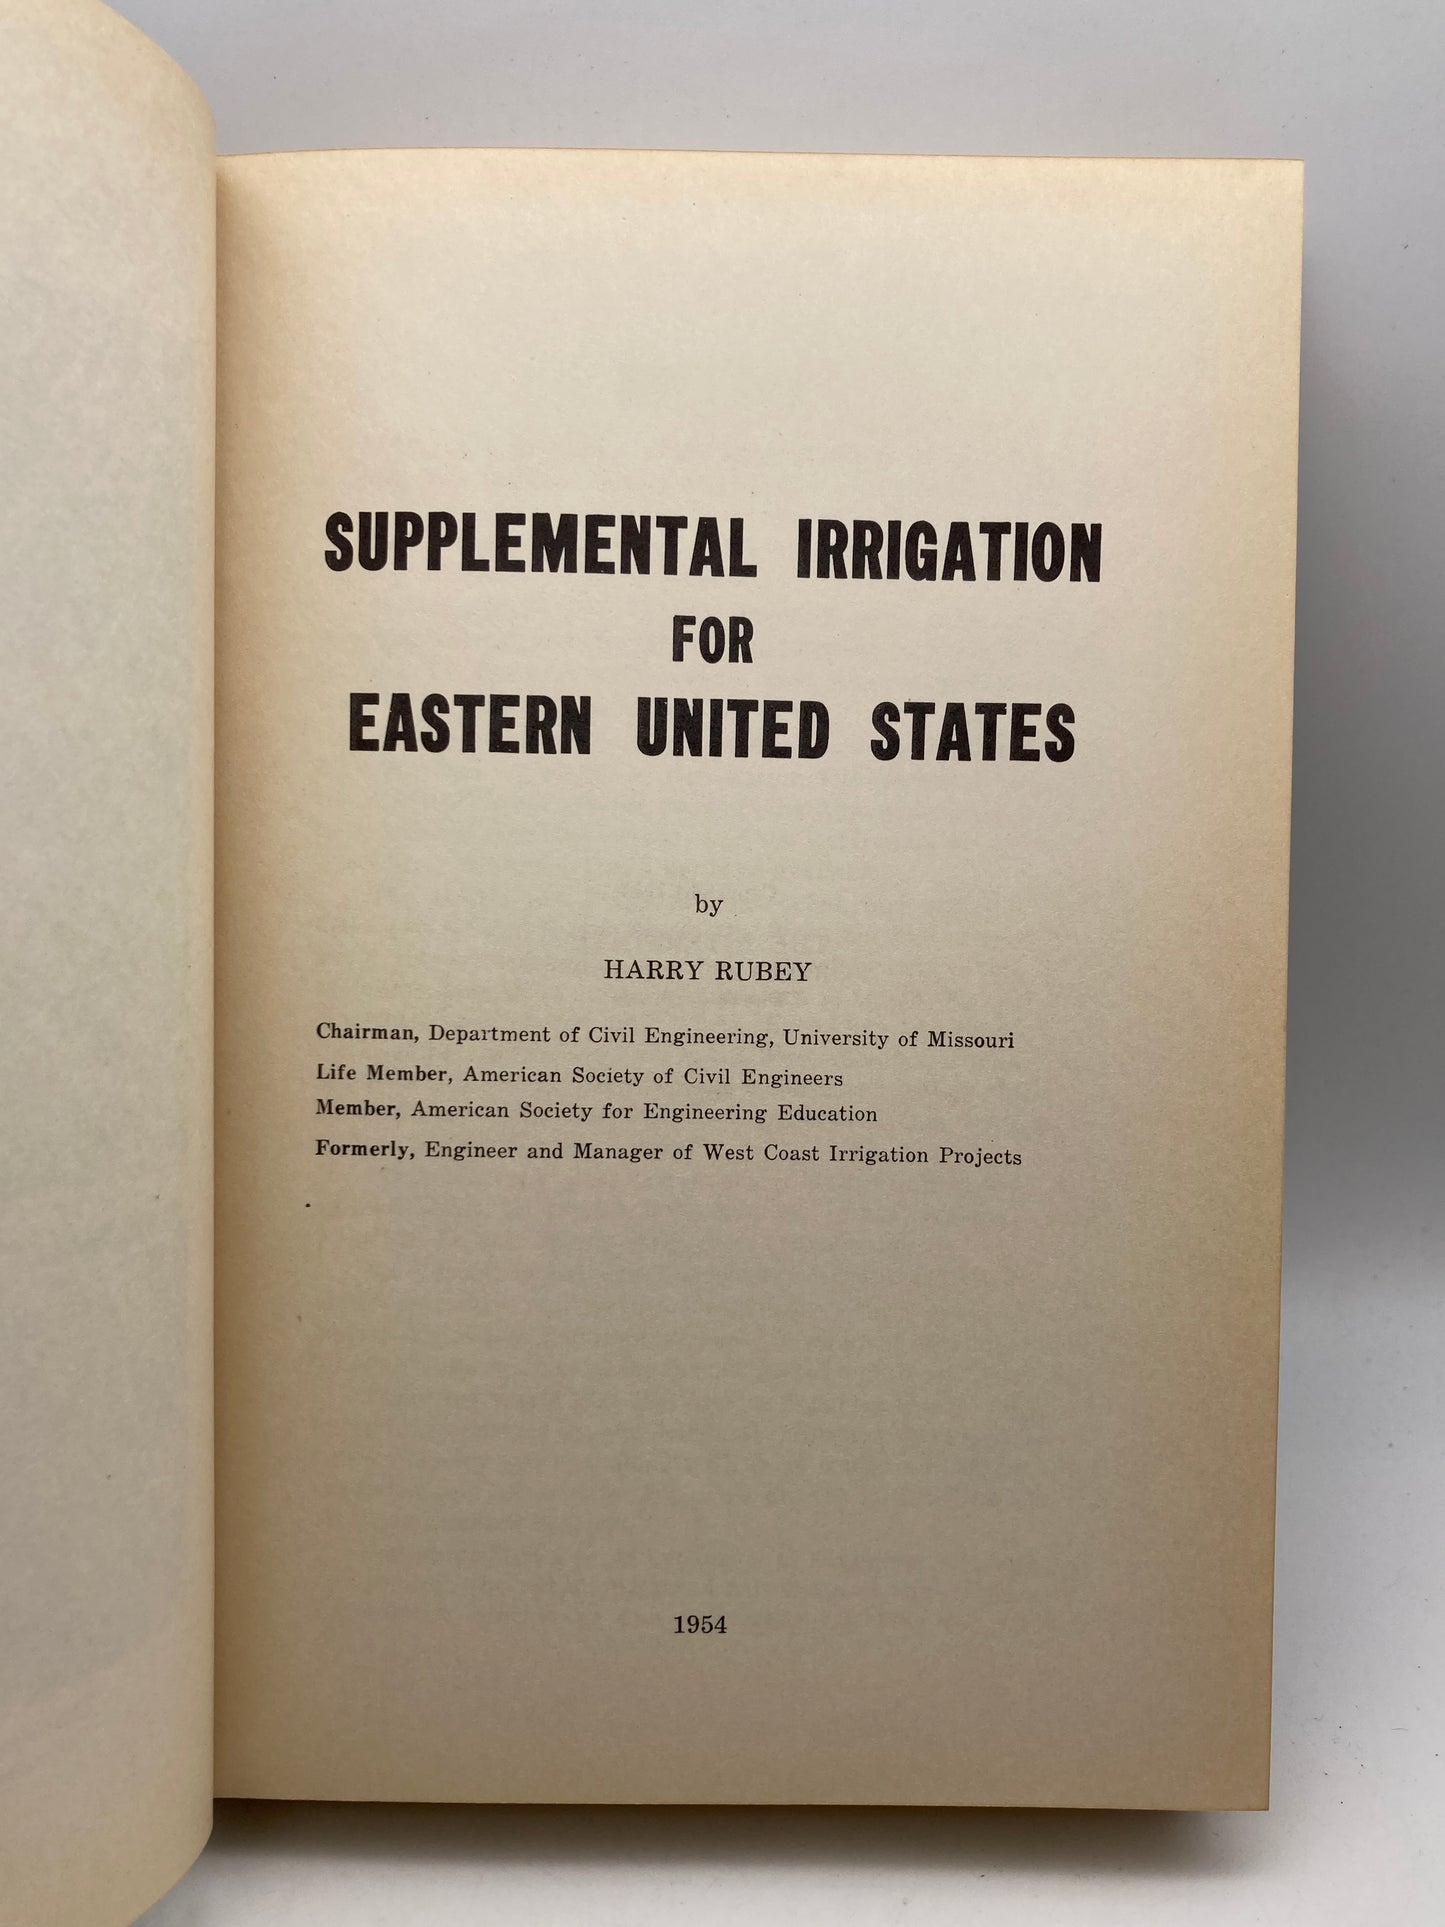 SUPPLEMENTAL IRRIGATION
FOR
EASTERN UNITED STATES
by
HARRY RUBEY
Chairman, Department of Civil Engineering, University of Missouri
Life Member, American Society of Civil Engineers
Member, American Society for Engineering Education
Formerly, Engineer and Manager of West Coast Irrigation Projects
1954